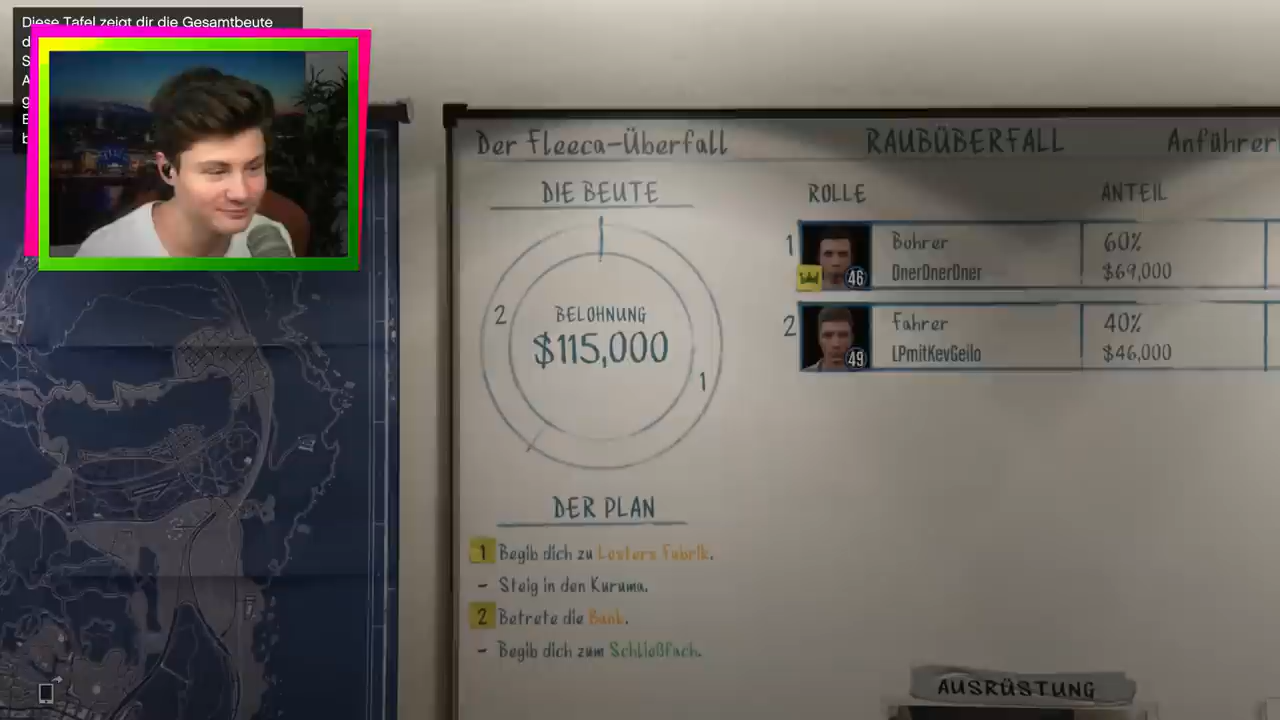 Diese Tafel zeigt dir die Gesamtbeute
Der Fleeca-Überfall
RAUBÜBERFALL
Anführer
DIE BEUTE
ROLLE
ANTEIL
1
Bohrer
60%
46
DnerDnerDner
$69,000
2
BELOHNUNG
$115,000
1
2
Fahrer
40%
49
LPmitKevGeilo
$46,000
DER PLAN
1 Begib dich zu Lesters Fabrik.
- Steig in den Kuruma.
2 Betrete die Bank.
- Begib dich zum Schließfach.
AUSRÜSTUNG